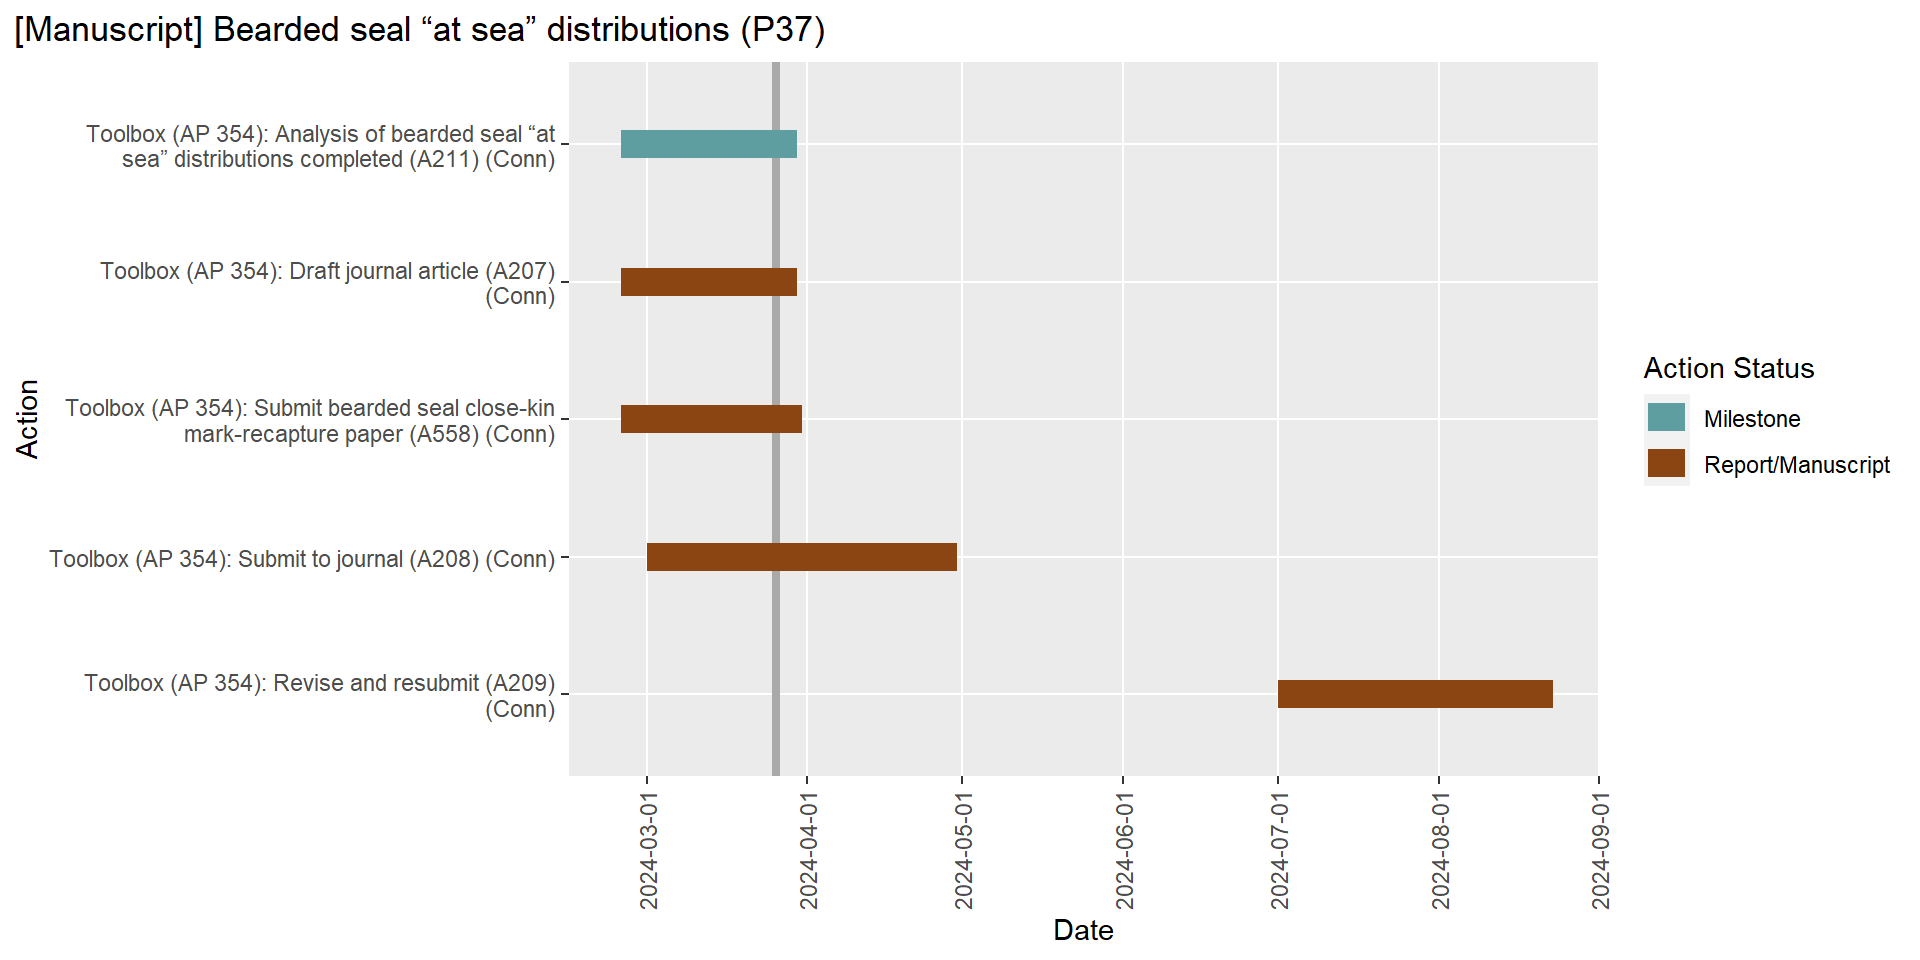 [Manuscript] Bearded seal “at sea” distributions (P37)
Action
Toolbox (AP 354): Analysis of bearded seal “at
sea” distributions completed (A211) (Conn)
Toolbox (AP 354): Draft journal article (A207)
(Conn)
Toolbox (AP 354): Submit bearded seal close-kin
mark-recapture paper (A558) (Conn)
Toolbox (AP 354): Submit to journal (A208) (Conn)
Toolbox (AP 354): Revise and resubmit (A209)
(Conn)
2024-03-01
2024-04-01
2024-05-01
2024-06-01
2024-07-01
2024-08-01
2024-09-01
Date
Action Status
Milestone
Report/Manuscript